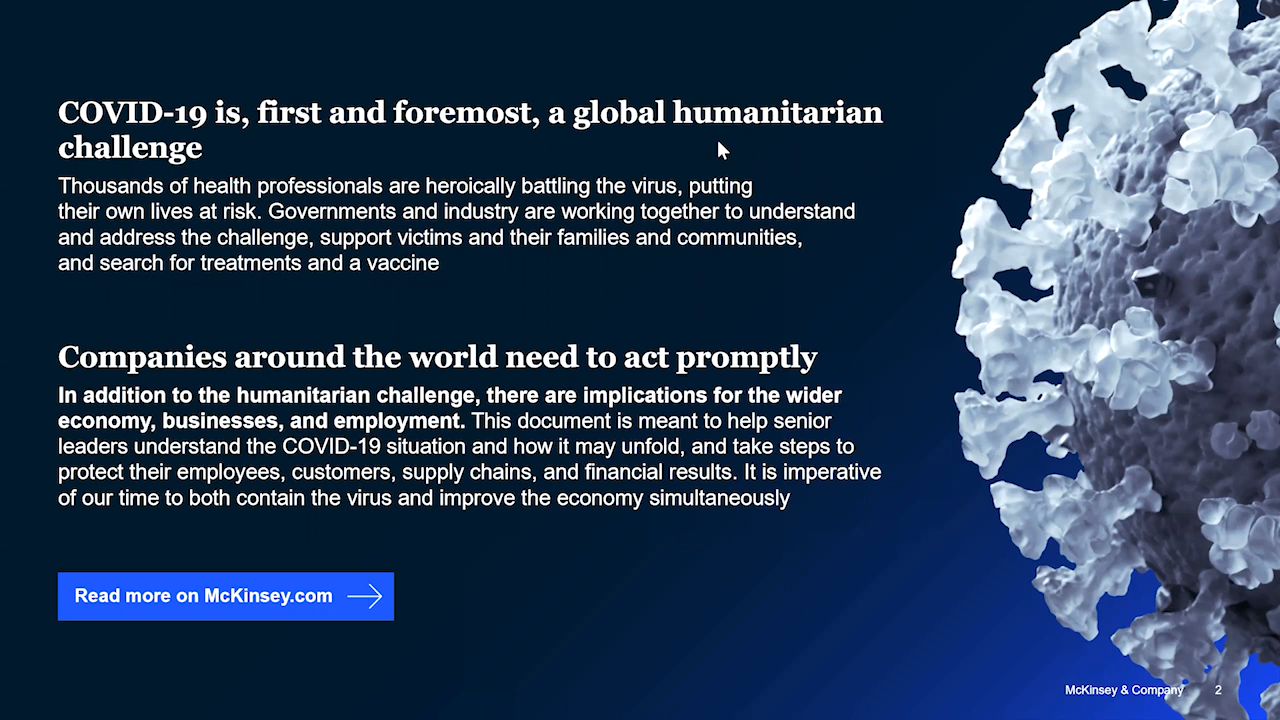 COVID-19 is, first and foremost, a global humanitarian
challenge
Thousands of health professionals are heroically battling the virus, putting
their own lives at risk. Governments and industry are working together to understand
and address the challenge, support victims and their families and communities,
and search for treatments and a vaccine
Companies around the world need to act promptly
In addition to the humanitarian challenge, there are implications for the wider
economy, businesses, and employment. This document is meant to help senior
leaders understand the COVID-19 situation and how it may unfold, and take steps to
protect their employees, customers, supply chains, and financial results. It is imperative
of our time to both contain the virus and improve the economy simultaneously
Read more on McKinsey.com
McKinsey & Company 2